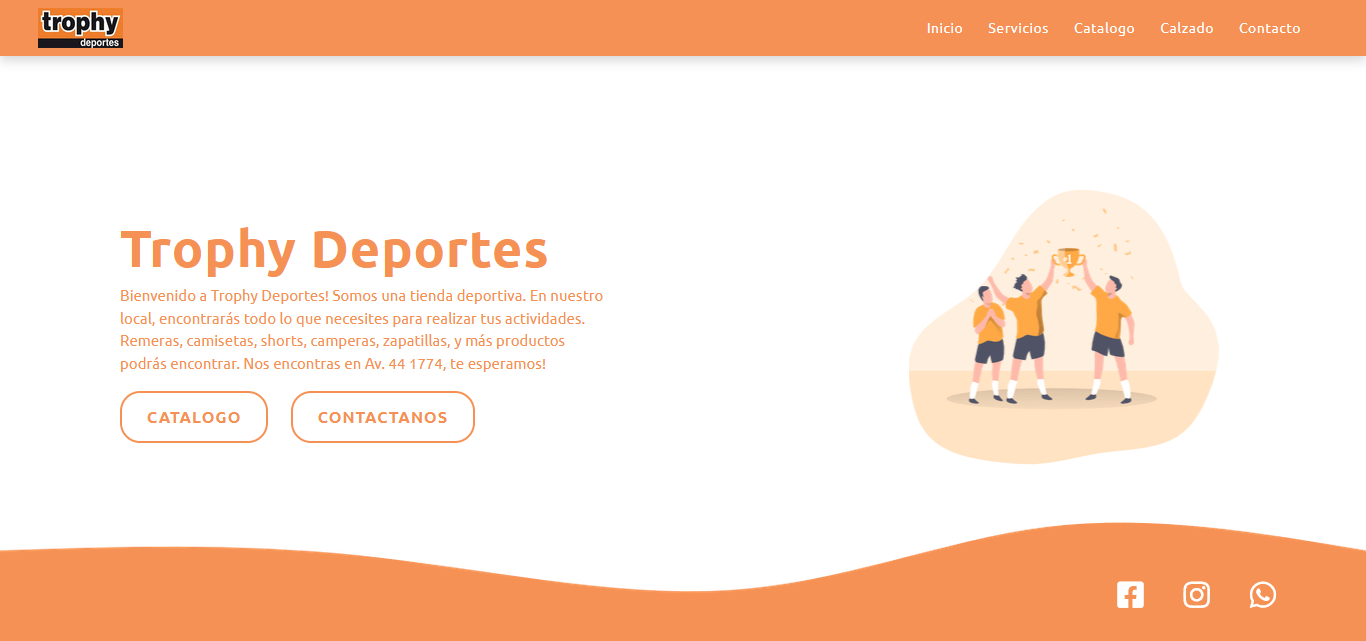 trophy
deportes
Inicio Servicios Catalogo Calzado Contacto
Trophy Deportes
Bienvenido a Trophy Deportes! Somos una tienda deportiva. En nuestro
local, encontrarás todo lo que necesites para realizar tus actividades.
Remeras, camisetas, shorts, camperas, zapatillas, y más productos
podrás encontrar. Nos encontras en Av. 44 1774, te esperamos!
CATALOGO CONTACTANOS
1